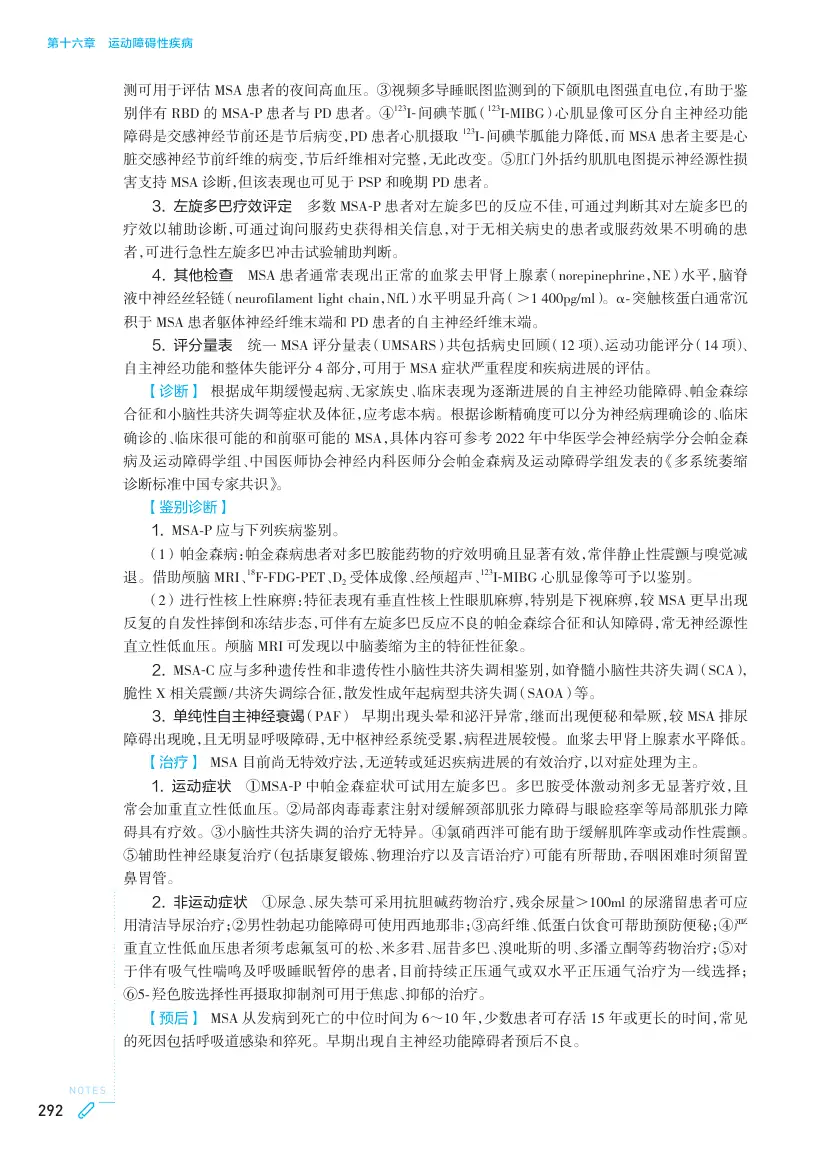 第十六章　运动障碍性疾病
测可用于评估 MSA 患者的夜间高血压。③视频多导睡眠图监测到的下颌肌电图强直电位,有助于鉴
别伴有 RBD 的 MSA-P 患者与 PD 患者。④¹²³I-间碘苄胍(¹²³I-MIBG)心肌显像可区分自主神经功能
障碍是交感神经节前还是节后病变,PD 患者心肌摄取 ¹²³I-间碘苄胍能力降低,而 MSA 患者主要是心
脏交感神经节前纤维的病变,节后纤维相对完整,无此改变。⑤肛门外括约肌肌电图提示神经源性损
害支持 MSA 诊断,但该表现也可见于 PSP 和晚期 PD 患者。
3. 左旋多巴疗效评定　多数 MSA-P 患者对左旋多巴的反应不佳,可通过判断其对左旋多巴的
疗效以辅助诊断,可通过询问服药史获得相关信息,对于无相关病史的患者或服药效果不明确的患
者,可进行急性左旋多巴冲击试验辅助判断。
4. 其他检查　MSA 患者通常表现出正常的血浆去甲肾上腺素(norepinephrine,NE)水平,脑脊
液中神经丝轻链(neurofilament light chain,NfL)水平明显升高(>1 400pg/ml)。α-突触核蛋白通常沉
积于 MSA 患者躯体神经纤维末端和 PD 患者的自主神经纤维末端。
5. 评分量表　统一 MSA 评分量表(UMSARS)共包括病史回顾(12 项)、运动功能评分(14 项)、
自主神经功能和整体失能评分 4 部分,可用于 MSA 症状严重程度和疾病进展的评估。
【诊断】 根据成年期缓慢起病、无家族史、临床表现为逐渐进展的自主神经功能障碍、帕金森综
合征和小脑性共济失调等症状及体征,应考虑本病。根据诊断精确度可以分为神经病理确诊的、临床
确诊的、临床很可能的和前驱可能的 MSA,具体内容可参考 2022 年中华医学会神经病学分会帕金森
病及运动障碍学组、中国医师协会神经内科医师分会帕金森病及运动障碍学组发表的《多系统萎缩
诊断标准中国专家共识》。
【鉴别诊断】
1. MSA-P 应与下列疾病鉴别。
(1)帕金森病:帕金森病患者对多巴胺能药物的疗效明确且显著有效,常伴静止性震颤与嗅觉减
退。借助颅脑 MRI、¹⁸F-FDG-PET、D₂ 受体成像、经颅超声、¹²³I-MIBG 心肌显像等可予以鉴别。
(2)进行性核上性麻痹:特征表现有垂直性核上性眼肌麻痹,特别是下视麻痹,较 MSA 更早出现
反复的自发性摔倒和冻结步态,可伴有左旋多巴反应不良的帕金森综合征和认知障碍,常无神经源性
直立性低血压。颅脑 MRI 可发现以中脑萎缩为主的特征性征象。
2. MSA-C 应与多种遗传性和非遗传性小脑性共济失调相鉴别,如脊髓小脑性共济失调(SCA),
脆性 X 相关震颤/共济失调综合征,散发性成年起病型共济失调(SAOA)等。
3. 单纯性自主神经衰竭(PAF)　早期出现头晕和泌汗异常,继而出现便秘和晕厥,较 MSA 排尿
障碍出现晚,且无明显呼吸障碍,无中枢神经系统受累,病程进展较慢。血浆去甲肾上腺素水平降低。
【治疗】 MSA 目前尚无特效疗法,无逆转或延迟疾病进展的有效治疗,以对症处理为主。
1. 运动症状　①MSA-P 中帕金森症状可试用左旋多巴。多巴胺受体激动剂多无显著疗效,且
常会加重直立性低血压。②局部肉毒毒素注射对缓解颈部肌张力障碍与眼睑痉挛等局部肌张力障
碍具有疗效。③小脑性共济失调的治疗无特异。④氯硝西泮可能有助于缓解肌阵挛或动作性震颤。
⑤辅助性神经康复治疗(包括康复锻炼、物理治疗以及言语治疗)可能有所帮助,吞咽困难时须留置
鼻胃管。
2. 非运动症状　①尿急、尿失禁可采用抗胆碱药物治疗,残余尿量>100ml 的尿潴留患者可应
用清洁导尿治疗;②男性勃起功能障碍可使用西地那非;③高纤维、低蛋白饮食可帮助预防便秘;④严
重直立性低血压患者须考虑氟氢可的松、米多君、屈昔多巴、溴吡斯的明、多潘立酮等药物治疗;⑤对
于伴有吸气性喘鸣及呼吸睡眠暂停的患者,目前持续正压通气或双水平正压通气治疗为一线选择;
⑥5-羟色胺选择性再摄取抑制剂可用于焦虑、抑郁的治疗。
【预后】 MSA 从发病到死亡的中位时间为 6～10 年,少数患者可存活 15 年或更长的时间,常见
的死因包括呼吸道感染和猝死。早期出现自主神经功能障碍者预后不良。
NOTES
292